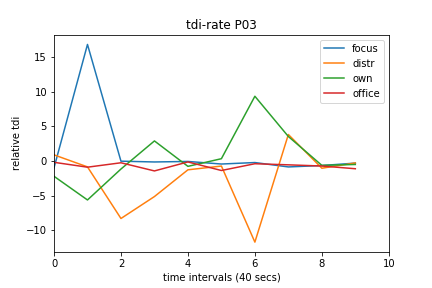 tdi-rate P03
focus
distr
own
office
relative tdi
15
10
5
0
−5
−10
0 2 4 6 8 10
time intervals (40 secs)